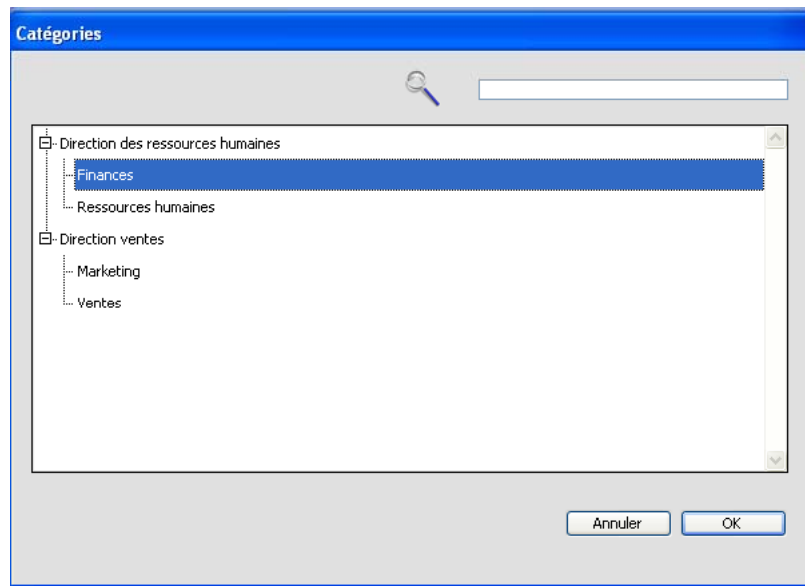 Catégories
Direction des ressources humaines
Finances
Ressources humaines
Direction ventes
Marketing
Ventes
Annuler
OK